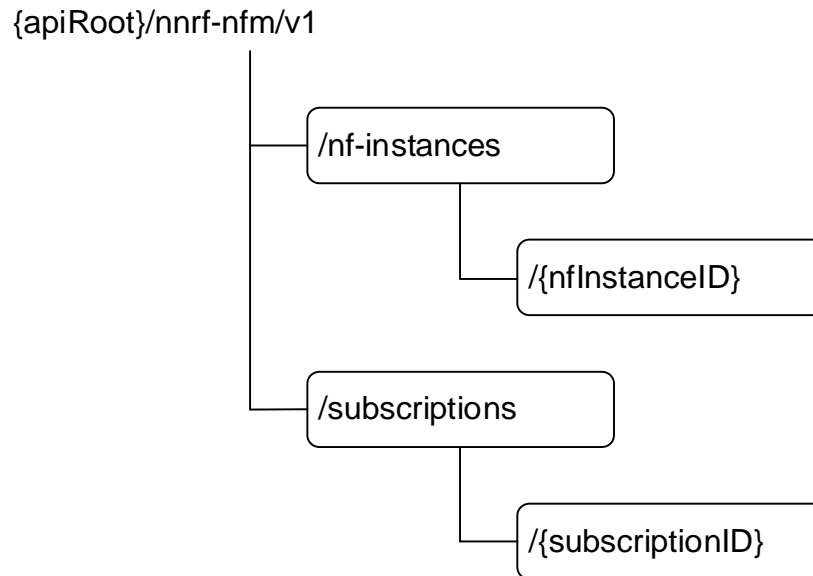 {apiRoot}/nnrf-nfm/v1
/nf-instances
/{nfInstanceID}
/subscriptions
/{subscriptionID}